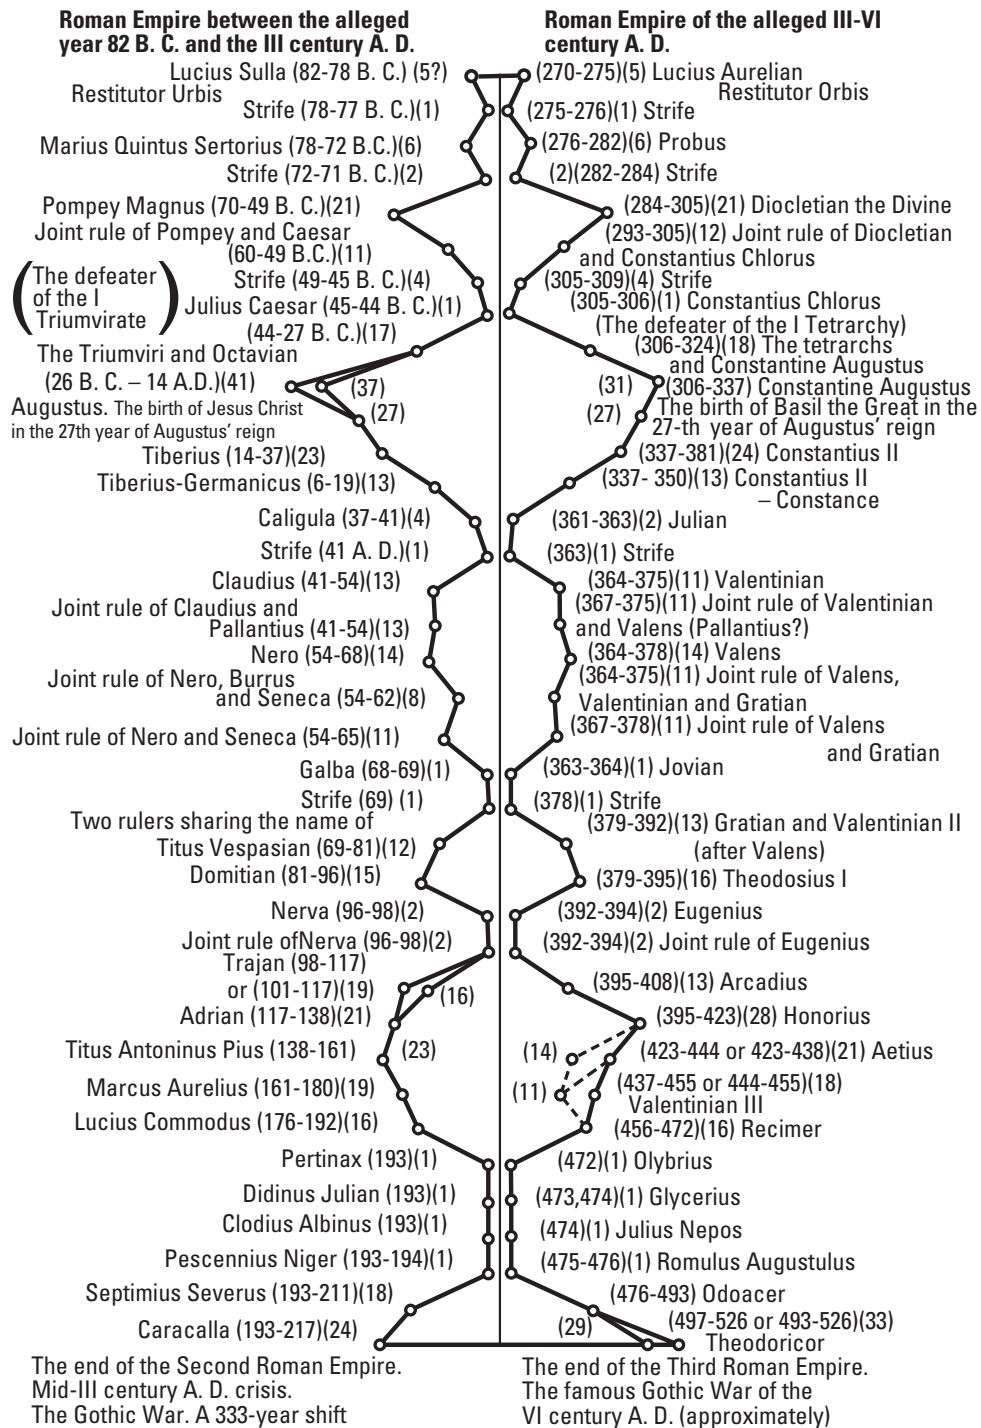 Roman Empire between the alleged
year 82 B. C. and the III century A. D.
Lucius Sulla (82-78 B. C.) (5?)
Restitutor Urbis
Strife (78-77 B. C.)(1)
Marius Quintus Sertorius (78-72 B.C.)(6)
Strife (72-71 B. C.)(2)
Pompey Magnus (70-49 B. C.)(21)
Joint rule of Pompey and Caesar
(60-49 B.C.)(11)
(The defeater
of the I
Triumvirate)
Strife (49-45 B. C.)(4)
Julius Caesar (45-44 B. C.)(1)
(44-27 B. C.)(17)
The Triumviri and Octavian
(26 B. C. – 14 A.D.)(41)
(37)
Augustus. The birth of Jesus Christ
(27)
in the 27th year of Augustus' reign
Tiberius (14-37)(23)
Tiberius-Germanicus (6-19)(13)
Caligula (37-41)(4)
Strife (41 A. D.)(1)
Claudius (41-54)(13)
Joint rule of Claudius and
Pallantius (41-54)(13)
Nero (54-68)(14)
Joint rule of Nero, Burrus
and Seneca (54-62)(8)
Joint rule of Nero and Seneca (54-65)(11)
Galba (68-69)(1)
Strife (69) (1)
Two rulers sharing the name of
Titus Vespasian (69-81)(12)
Domitian (81-96)(15)
Nerva (96-98)(2)
Joint rule ofNerva (96-98)(2)
Trajan (98-117)
or (101-117)(19)
(16)
Adrian (117-138)(21)
Titus Antoninus Pius (138-161)
(23)
Marcus Aurelius (161-180)(19)
Lucius Commodus (176-192)(16)
Pertinax (193)(1)
Didinus Julian (193)(1)
Clodius Albinus (193)(1)
Pescennius Niger (193-194)(1)
Septimius Severus (193-211)(18)
Caracalla (193-217)(24)
The end of the Second Roman Empire.
Mid-III century A. D. crisis.
The Gothic War. A 333-year shift
Roman Empire of the alleged III-VI
century A. D.
(270-275)(5) Lucius Aurelian
Restitutor Orbis
(275-276)(1) Strife
(276-282)(6) Probus
(2)(282-284) Strife
(284-305)(21) Diocletian the Divine
(293-305)(12) Joint rule of Diocletian
and Constantius Chlorus
(305-309)(4) Strife
(305-306)(1) Constantius Chlorus
(The defeater of the I Tetrarchy)
(306-324)(18) The tetrarchs
and Constantine Augustus
(31)
(306-337) Constantine Augustus
(27)
The birth of Basil the Great in the
27-th year of Augustus' reign
(337-381)(24) Constantius II
(337- 350)(13) Constantius II
– Constance
(361-363)(2) Julian
(363)(1) Strife
(364-375)(11) Valentinian
(367-375)(11) Joint rule of Valentinian
and Valens (Pallantius?)
(364-378)(14) Valens
(364-375)(11) Joint rule of Valens,
Valentinian and Gratian
(367-378)(11) Joint rule of Valens
and Gratian
(363-364)(1) Jovian
(378)(1) Strife
(379-392)(13) Gratian and Valentinian II
(after Valens)
(379-395)(16) Theodosius I
(392-394)(2) Eugenius
(392-394)(2) Joint rule of Eugenius
(395-408)(13) Arcadius
(395-423)(28) Honorius
(14)
(423-444 or 423-438)(21) Aetius
(11)
(437-455 or 444-455)(18)
Valentinian III
(456-472)(16) Recimer
(472)(1) Olybrius
(473,474)(1) Glycerius
(474)(1) Julius Nepos
(475-476)(1) Romulus Augustulus
(476-493) Odoacer
(29)
(497-526 or 493-526)(33)
Theodoricor
The end of the Third Roman Empire.
The famous Gothic War of the
VI century A. D. (approximately)